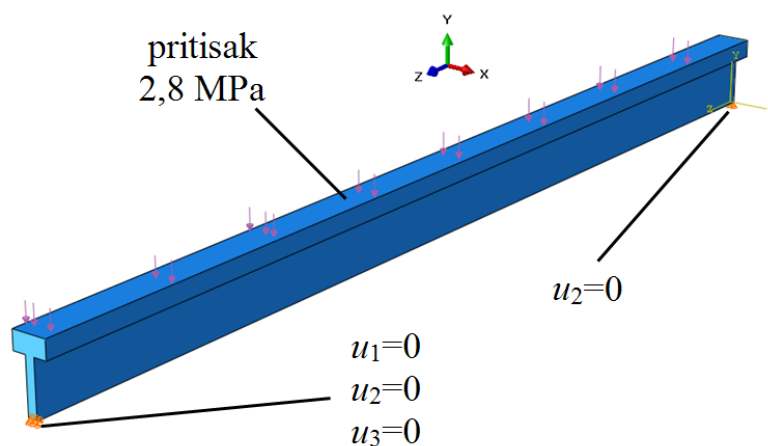 pritisak
2,8 MPa
Y
Z
X
Y
Z
u₂=0
u₁=0
u₂=0
u₃=0